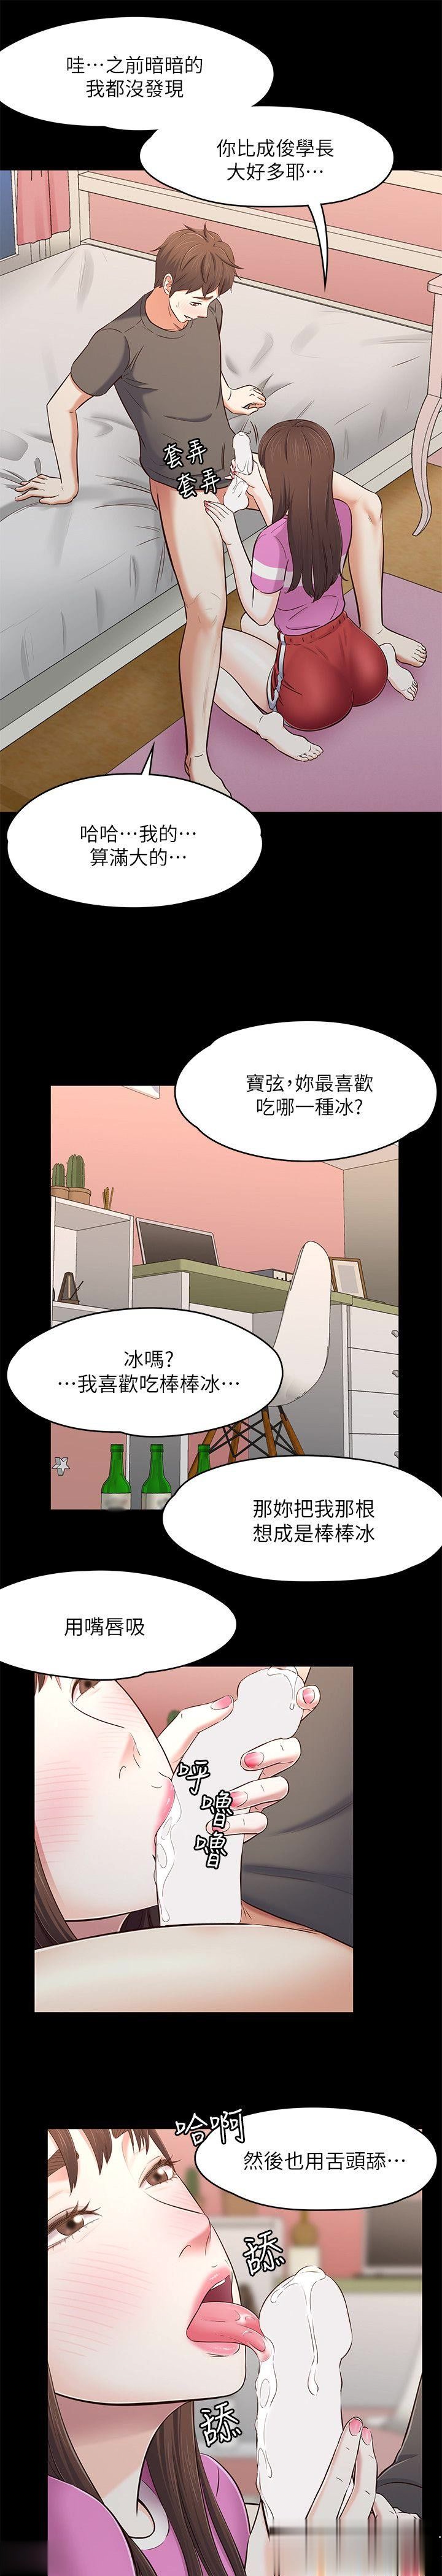 哇…之前暗暗的
我都沒發現
你比成俊學長
大好多耶…
套弄
套弄
哈哈…我的…
算滿大的…
寶弦，妳最喜歡
吃哪一種冰?
冰嗎?
…我喜歡吃棒棒冰…
那妳把我那根
想成是棒棒冰
用嘴唇吸
呼嚕嚕
哈啊
然後也用舌頭舔…
舔
舔